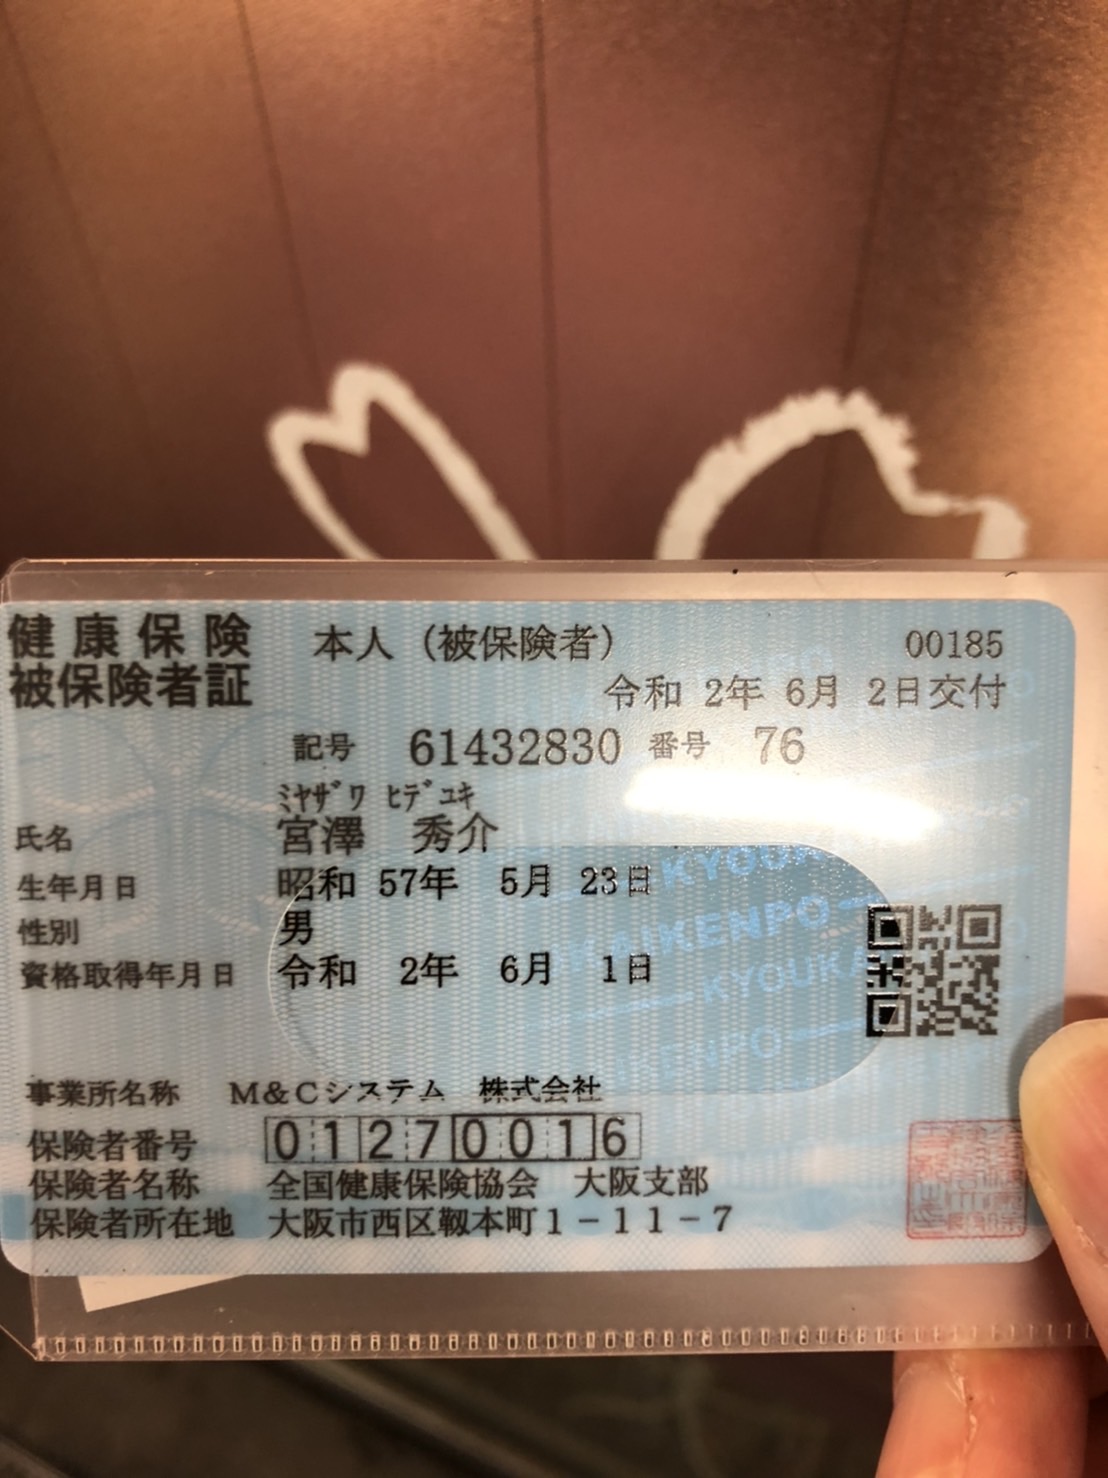 健康保険
被保険者証
本人（被保険者）
00185
令和 2年 6月 2日交付
記号 61432830 番号 76
ﾐﾔｻﾞﾜ ﾋﾃﾞﾕｷ
氏名 宮澤 秀介
生年月日 昭和 57年 5月 23日
性別 男
資格取得年月日 令和 2年 6月 1日
事業所名称 M&Cシステム 株式会社
保険者番号 01270016
保険者名称 全国健康保険協会 大阪支部
保険者所在地 大阪市西区靱本町1－11－7